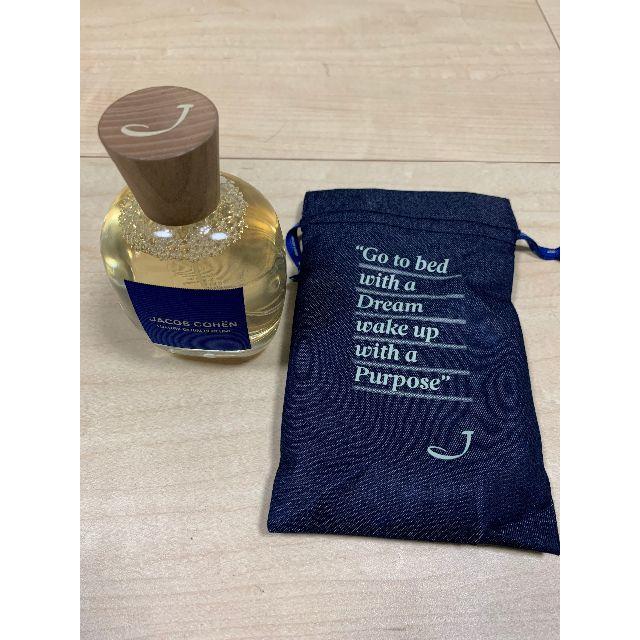 J
JACOB COHËN
"Go to bed
with a
Dream
wake up
with a
Purpose"
J